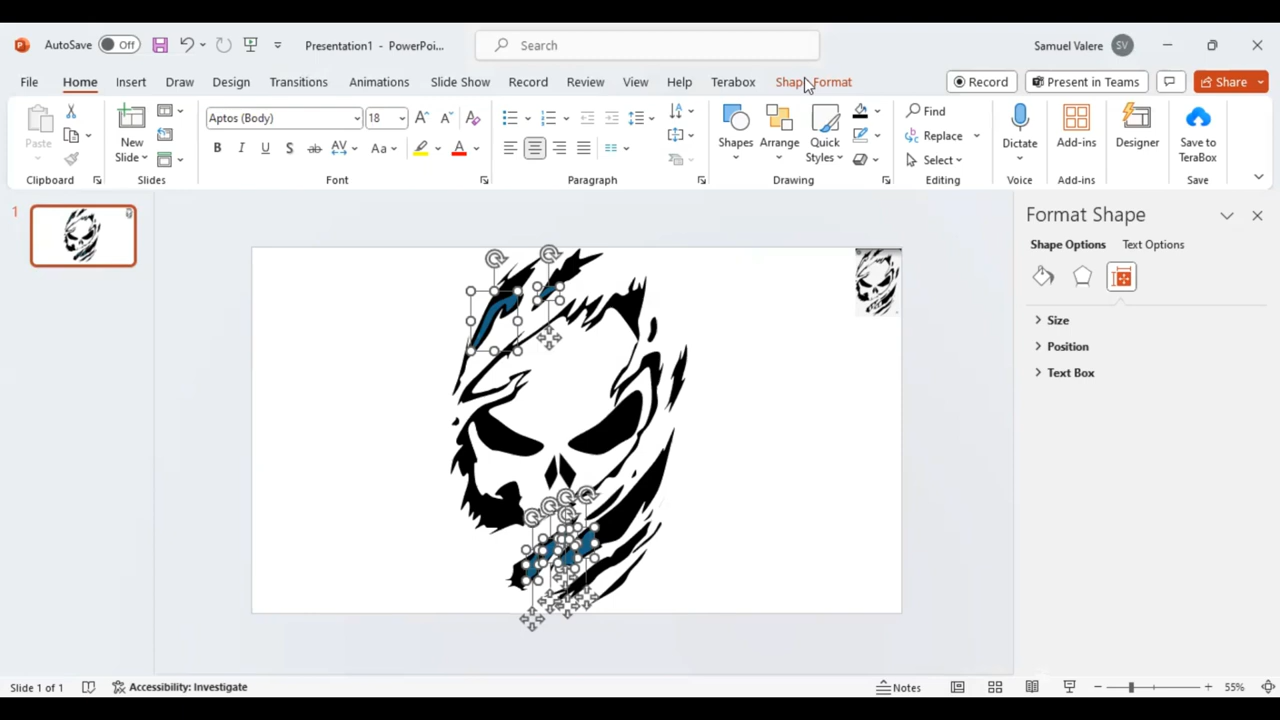 AutoSave Off Presentation1 - PowerPoi... Search Samuel Valere SV
File Home Insert Draw Design Transitions Animations Slide Show Record Review View Help Terabox Shape Format Record Present in Teams Share
Paste
Clipboard
New
Slide
Slides
Aptos (Body) 18
B I U S ab AV Aa A
Font
Paragraph
Shapes Arrange Quick
Styles
Drawing
Find
Replace
Select
Editing
Dictate
Voice
Add-ins
Add-ins
Designer
Save to
TeraBox
Save
1
Format Shape
Shape Options Text Options
Size
Position
Text Box
Slide 1 of 1 Accessibility: Investigate Notes 55%